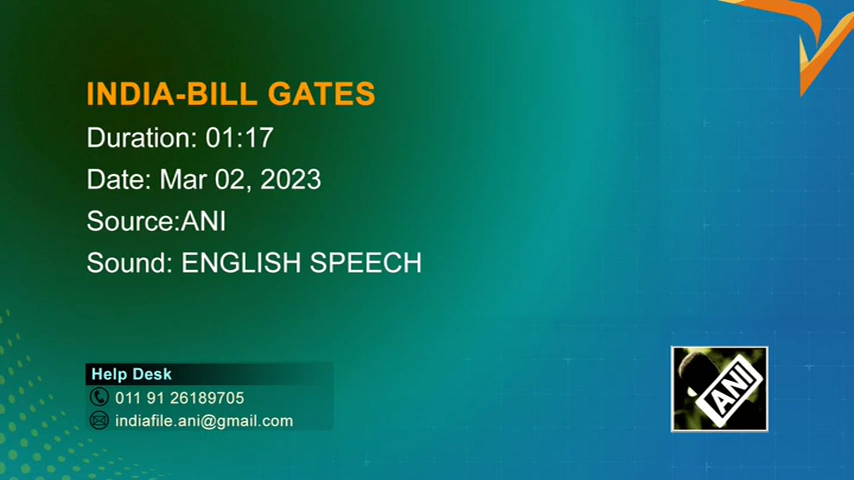 INDIA-BILL GATES
Duration: 01:17
Date: Mar 02, 2023
Source:ANI
Sound: ENGLISH SPEECH
Help Desk
011 91 26189705
indiafile.ani@gmail.com
ANI